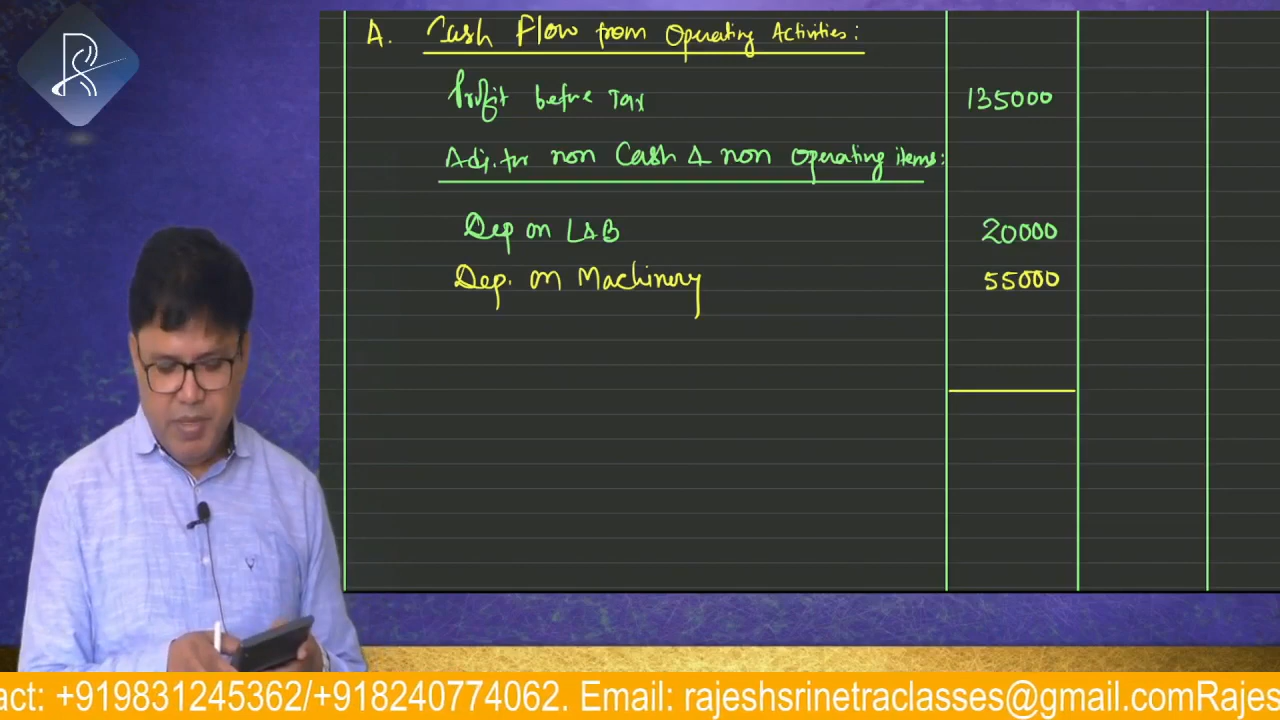 A. Cash Flow from Operating Activities:
Profit before Tax 135000
Adj. for non Cash & non operating items:
Dep on L&B 20000
Dep. on Machinery 55000
act: +919831245362/+918240774062. Email: rajeshsrinetraclasses@gmail.comRajes